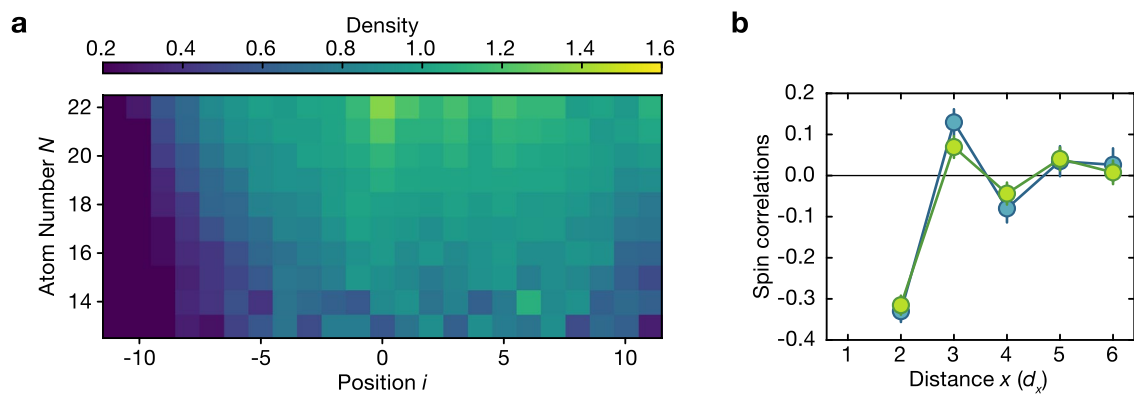 a
Density
0.2 0.4 0.6 0.8 1.0 1.2 1.4 1.6
Atom Number N
22
20
18
16
14
-10 -5 0 5 10
Position i
b
Spin correlations
0.2
0.1
0.0
-0.1
-0.2
-0.3
-0.4
1 2 3 4 5 6
Distance x (dₓ)